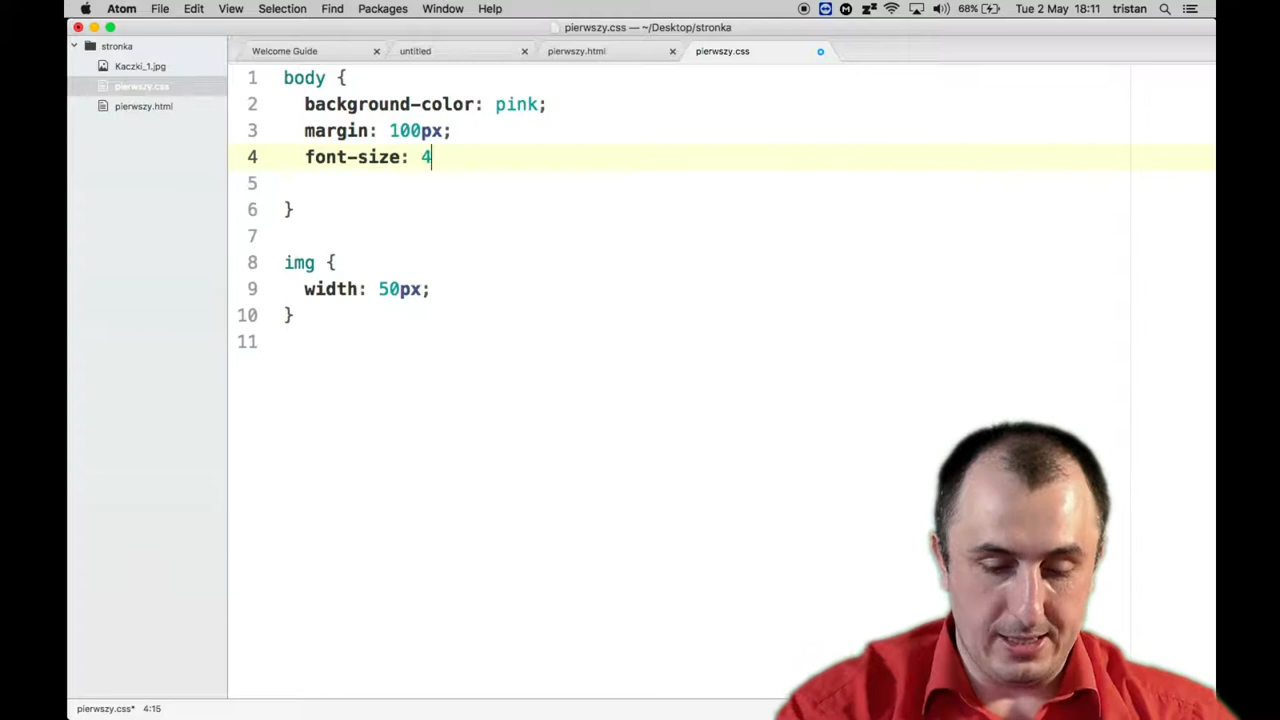 Atom File Edit View Selection Find Packages Window Help 68% Tue 2 May 18:11 tristan
pierwszy.css — ~/Desktop/stronka
stronka
Kaczki_1.jpg
pierwszy.css
pierwszy.html
Welcome Guide untitled pierwszy.html pierwszy.css
1 body {
2 background-color: pink;
3 margin: 100px;
4 font-size: 4
5
6 }
7
8 img {
9 width: 50px;
10 }
11
pierwszy.css* 4:15